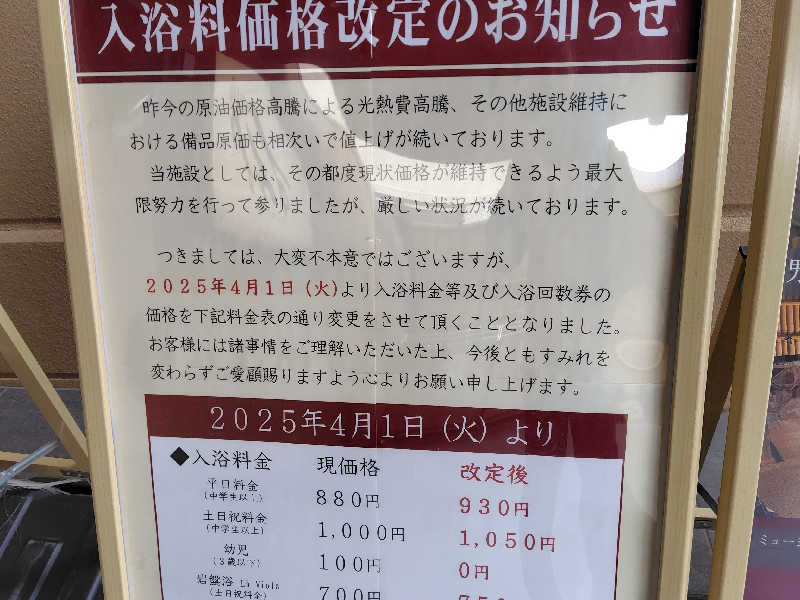 入浴料価格改定のお知らせ
昨今の原油価格高騰による光熱費高騰、その他施設維持に
おける備品原価も相次いで値上げが続いております。
当施設としては、その都度現状価格が維持できるよう最大
限努力を行って参りましたが、厳しい状況が続いております。
つきましては、大変不本意ではございますが、
2025年4月1日(火)より入浴料金等及び入浴回数券の
価格を下記料金表の通り変更をさせて頂くこととなりました。
お客様には諸事情をご理解いただいた上、今後ともすみれを
変わらずご愛顧賜りますよう心よりお願い申し上げます。
2025年4月1日(火)より
◆入浴料金 現価格 改定後
平日料金
(中学生以上) 880円 930円
土日祝料金
(中学生以上) 1,000円 1,050円
幼児
(3歳以下) 100円 0円
岩盤浴 La Viola
(土日祝料金) 700円
ミュー